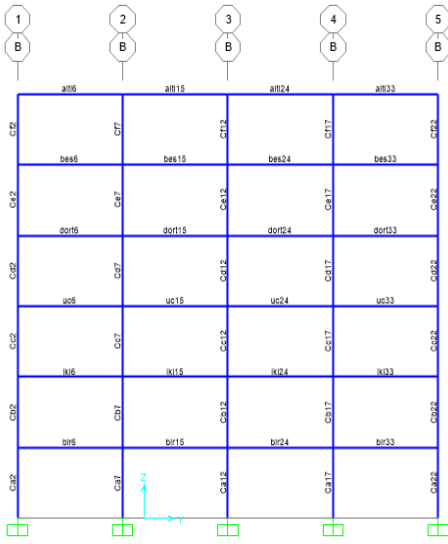 1 2 3 4 5
B B B B B
alti6 alti15 alti24 alti33
Cf2 Cf7 Cf12 Cf17 Cf22
bes6 bes15 bes24 bes33
Ce2 Ce7 Ce12 Ce17 Ce22
dort6 dort15 dort24 dort33
Cd2 Cd7 Cd12 Cd17 Cd22
uc6 uc15 uc24 uc33
Cc2 Cc7 Cc12 Cc17 Cc22
iki6 iki15 iki24 iki33
Cb2 Cb7 Cb12 Cb17 Cb22
bir6 bir15 bir24 bir33
Z
Ca2 Ca7 Ca12 Ca17 Ca22
Y